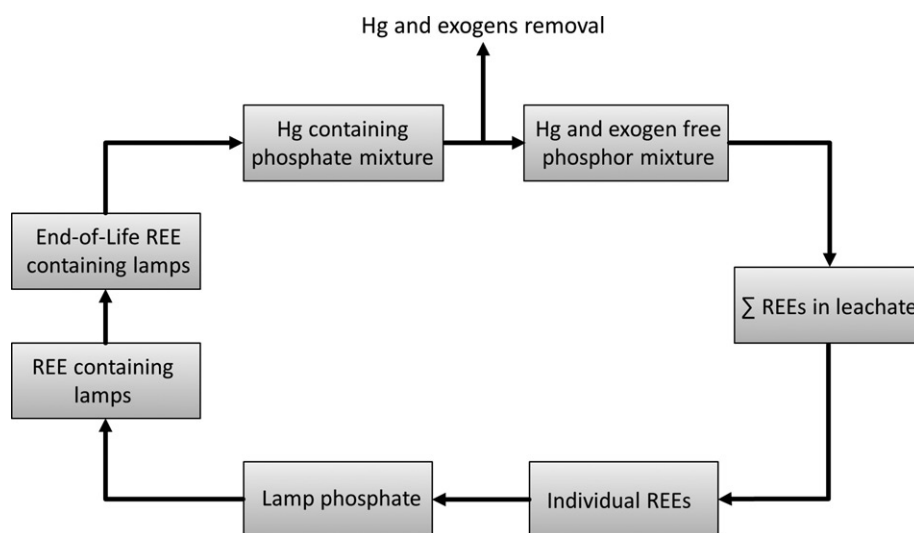 Hg and exogens removal
Hg containing
phosphate mixture
Hg and exogen free
phosphor mixture
End-of-Life REE
containing lamps
∑ REEs in leachate
REE containing
lamps
Lamp phosphate
Individual REEs